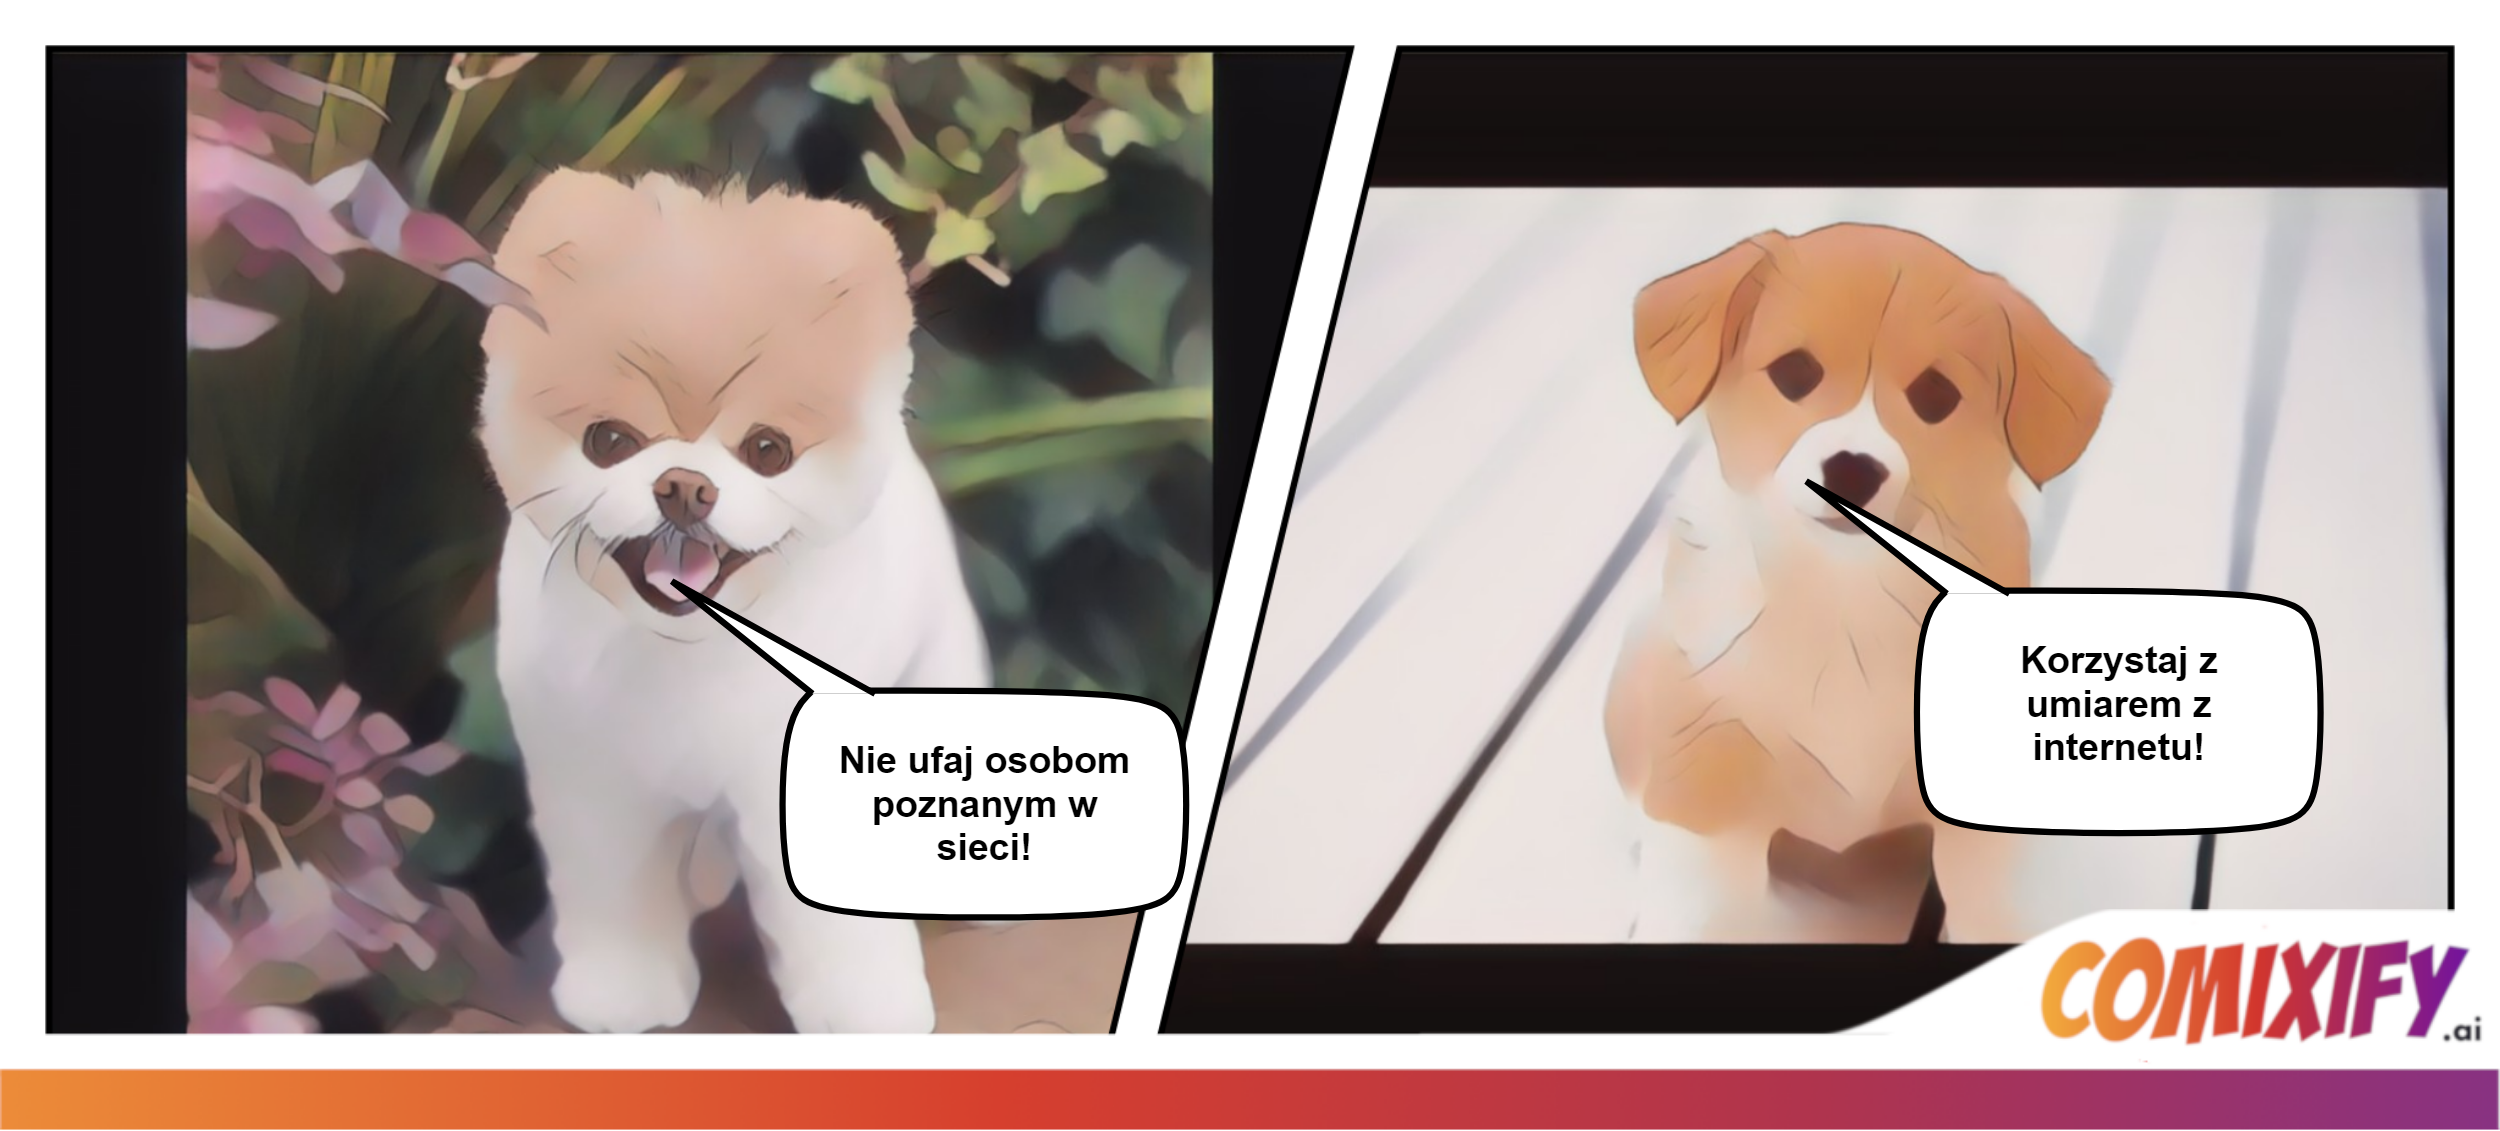 Nie ufaj osobom
poznanym w
sieci!
Korzystaj z
umiarem z
internetu!
COMIXIFY
.ai